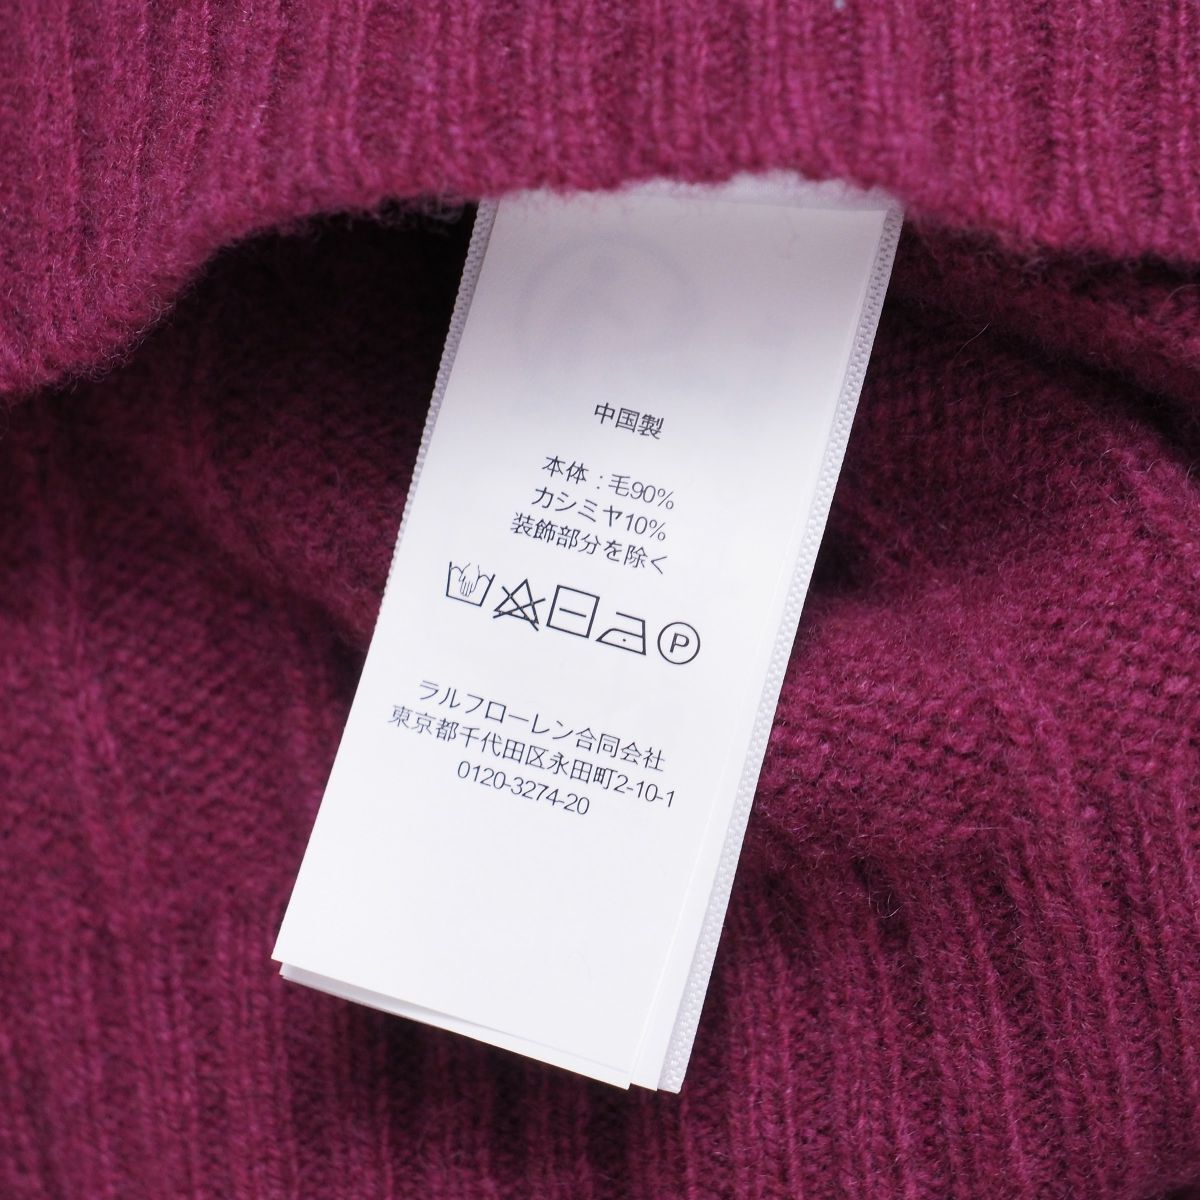 中国製
本体:毛90%
カシミヤ10%
装飾部分を除く
P
ラルフローレン合同会社
東京都千代田区永田町2-10-1
0120-3274-20